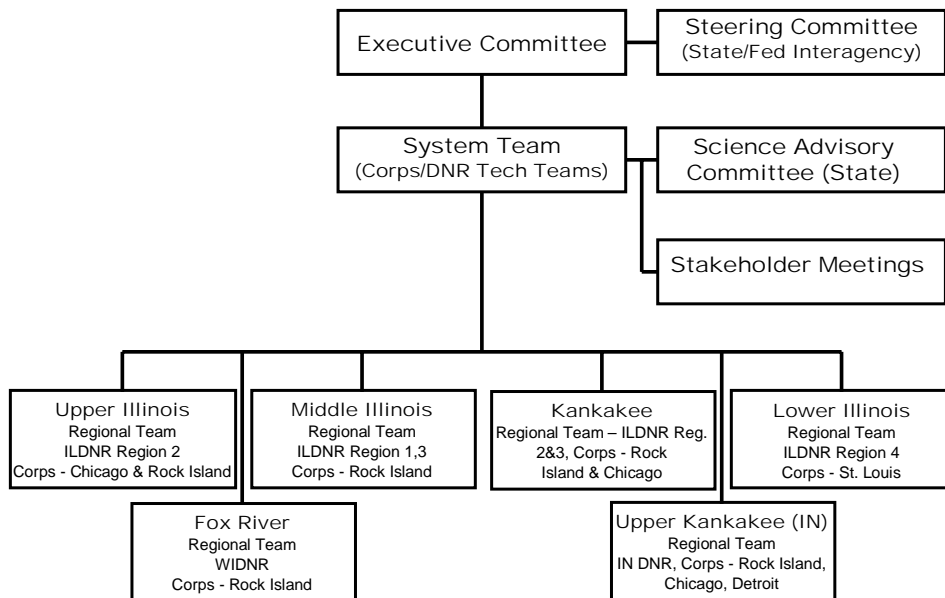 Executive Committee
Steering Committee
(State/Fed Interagency)
System Team
(Corps/DNR Tech Teams)
Science Advisory
Committee (State)
Stakeholder Meetings
Upper Illinois
Regional Team
ILDNR Region 2
Corps - Chicago & Rock Island
Middle Illinois
Regional Team
ILDNR Region 1,3
Corps - Rock Island
Kankakee
Regional Team – ILDNR Reg.
2&3, Corps - Rock
Island & Chicago
Lower Illinois
Regional Team
ILDNR Region 4
Corps - St. Louis
Fox River
Regional Team
WIDNR
Corps - Rock Island
Upper Kankakee (IN)
Regional Team
IN DNR, Corps - Rock Island,
Chicago, Detroit